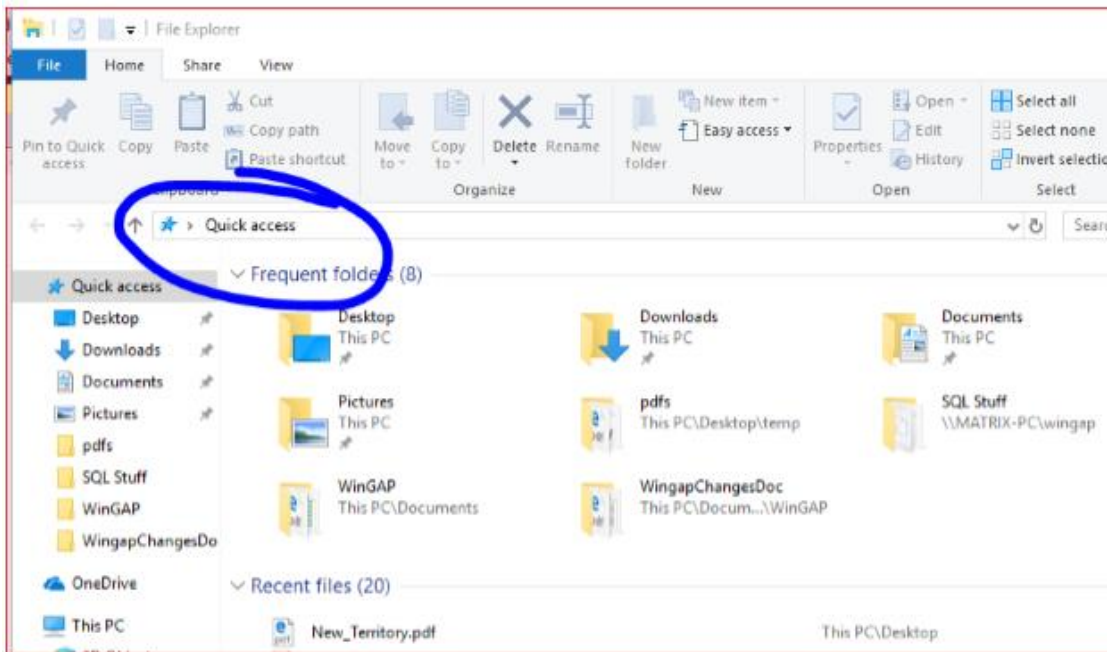 File Explorer
File Home Share View
Pin to Quick access
Copy
Paste
Cut
Copy path
Paste shortcut
Move to
Copy to
Delete
Rename
Organize
New folder
New item
Easy access
New
Properties
Open
Edit
History
Open
Select all
Select none
Invert selectio
Select
Quick access
Sear
Quick access
Desktop
Downloads
Documents
Pictures
pdfs
SQL Stuff
WinGAP
WingapChangesDo
OneDrive
This PC
Frequent folders (8)
Desktop
This PC
Downloads
This PC
Documents
This PC
Pictures
This PC
pdfs
This PC\Desktop\temp
SQL Stuff
\\MATRIX-PC\wingap
WinGAP
This PC\Documents
WingapChangesDoc
This PC\Docum...\WinGAP
Recent files (20)
New_Territory.pdf
This PC\Desktop